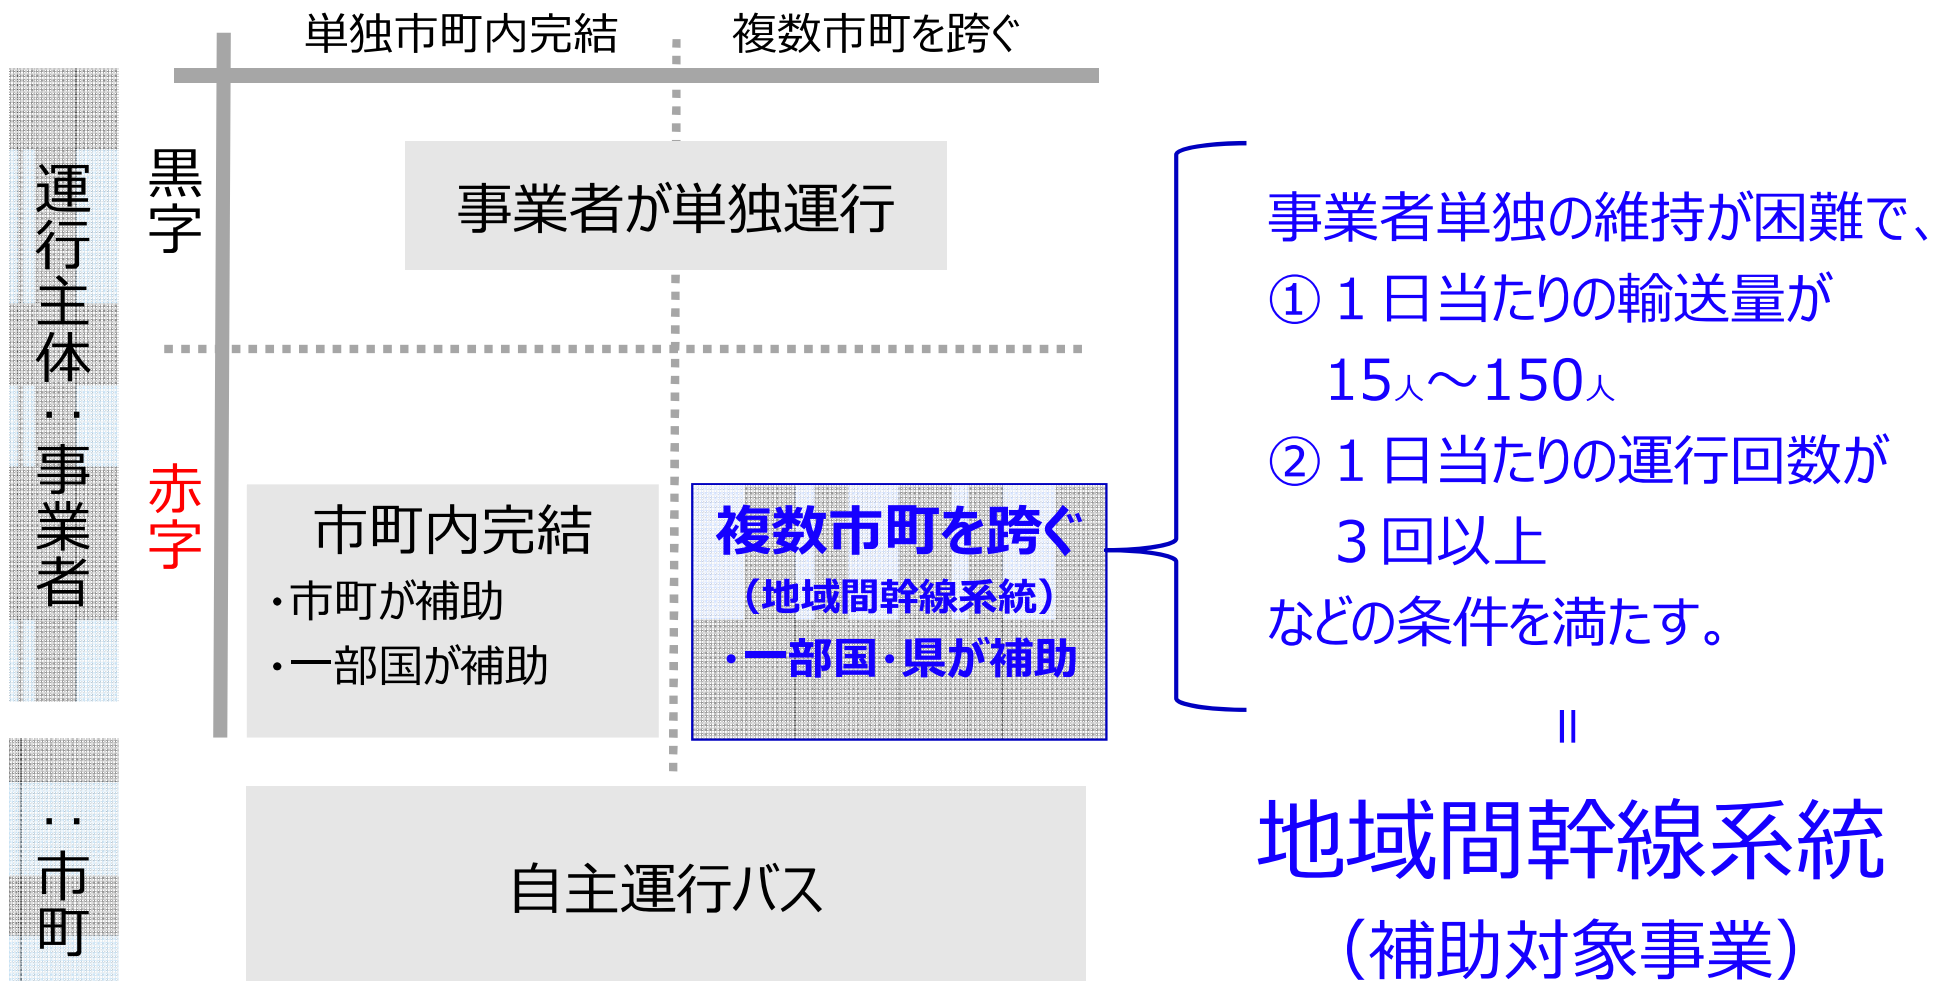 単独市町内完結
複数市町を跨ぐ
運行主体：事業者
黒字
事業者が単独運行
赤字
市町内完結
・市町が補助
・一部国が補助
複数市町を跨ぐ
（地域間幹線系統）
・一部国・県が補助
：市町
自主運行バス
事業者単独の維持が困難で、
①１日当たりの輸送量が
15人～150人
②１日当たりの運行回数が
３回以上
などの条件を満たす。
＝
地域間幹線系統
（補助対象事業）